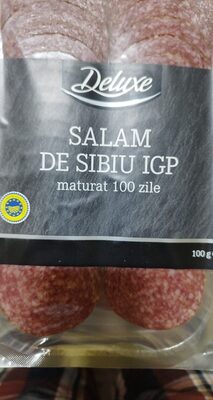 Deluxe
SALAM
DE SIBIU IGP
maturat 100 zile
100 g